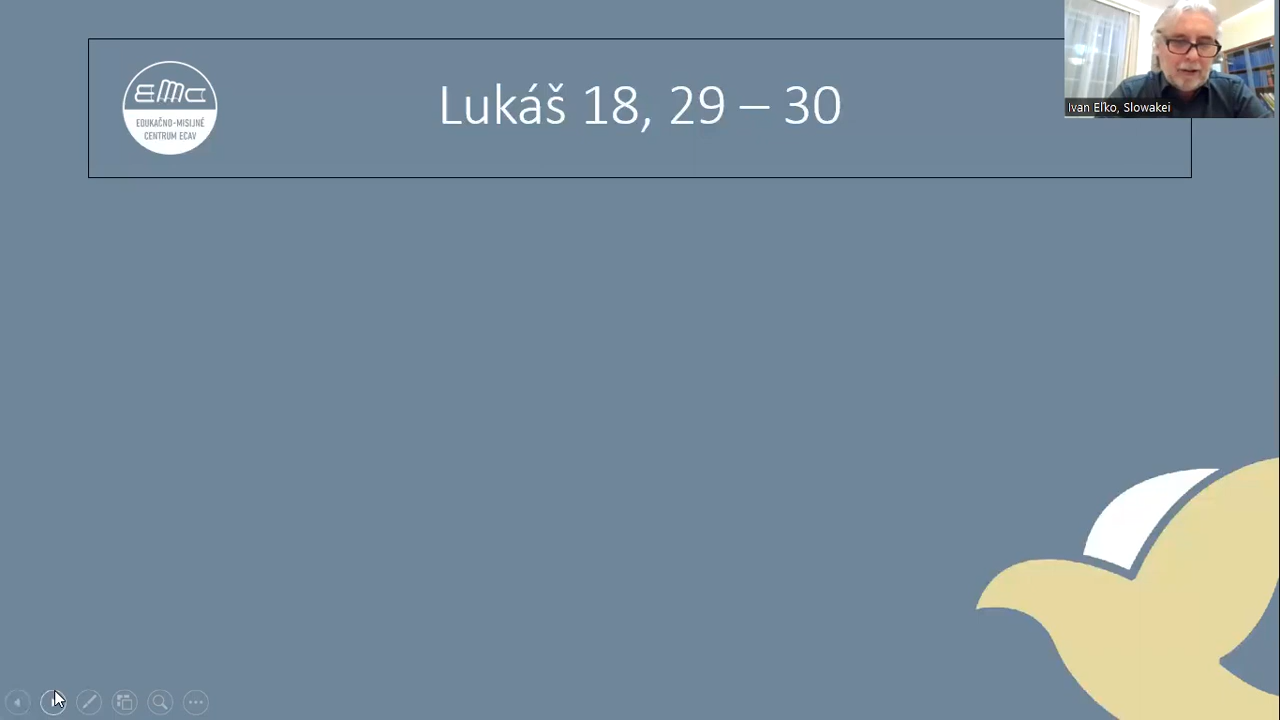 EMC
EDUKAČNO-MISIJNÉ
CENTRUM ECAV
Lukáš 18, 29 – 30
Ivan Eľko, Slowakei